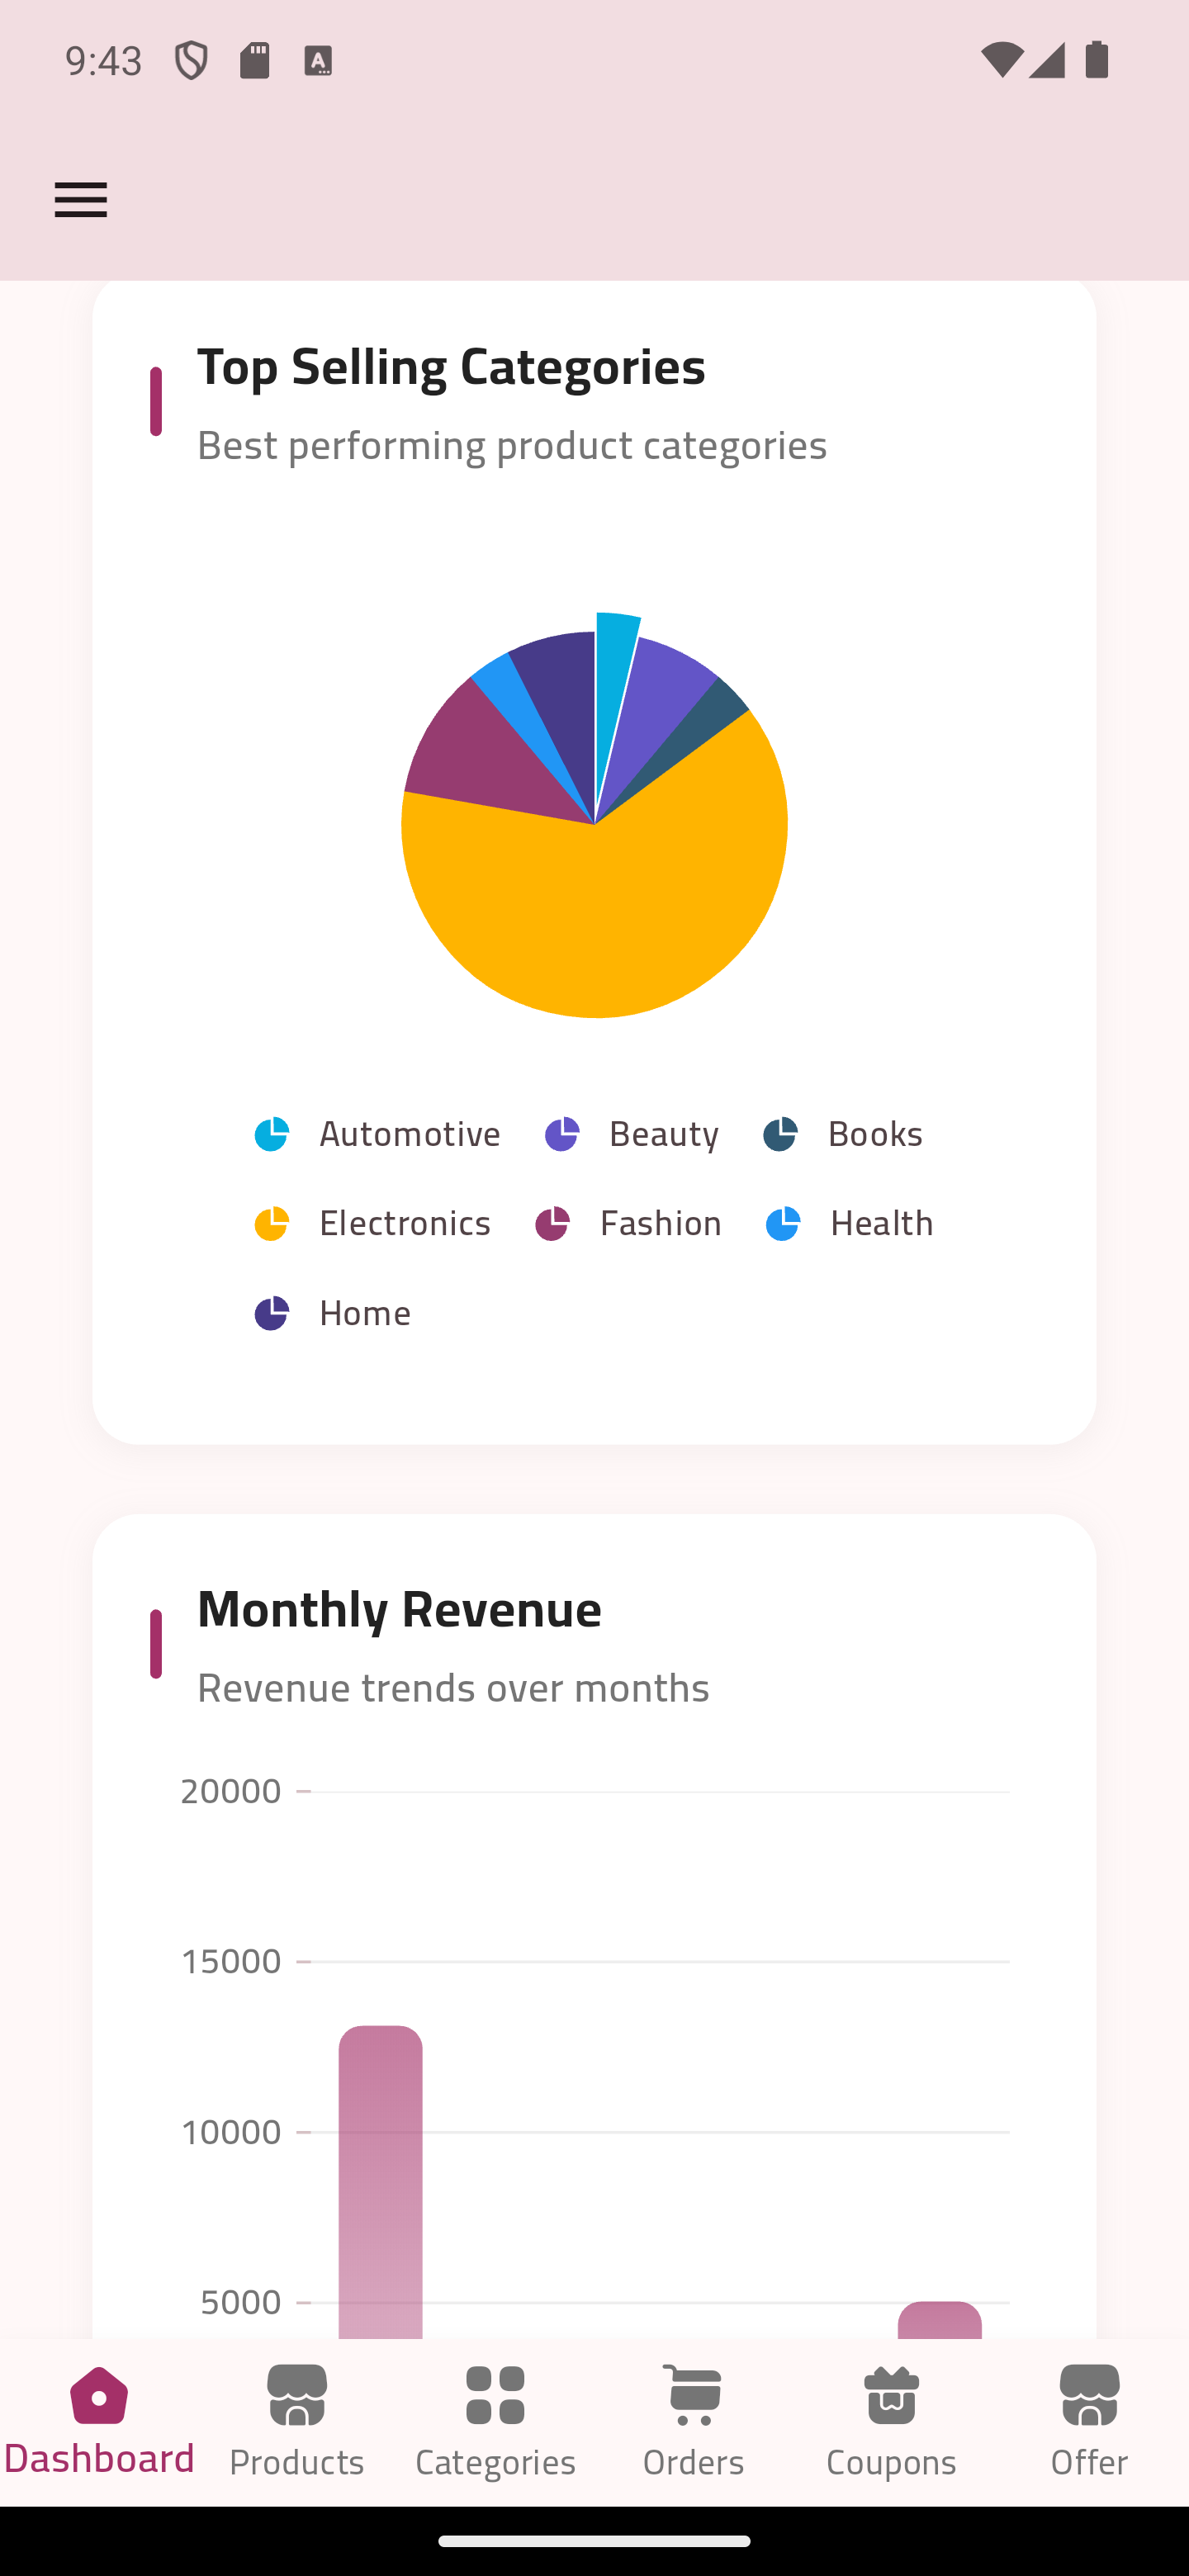 9:43
Top Selling Categories
Best performing product categories
Automotive Beauty Books
Electronics Fashion Health
Home
Monthly Revenue
Revenue trends over months
20000
15000
10000
5000
Dashboard Products Categories Orders Coupons Offer